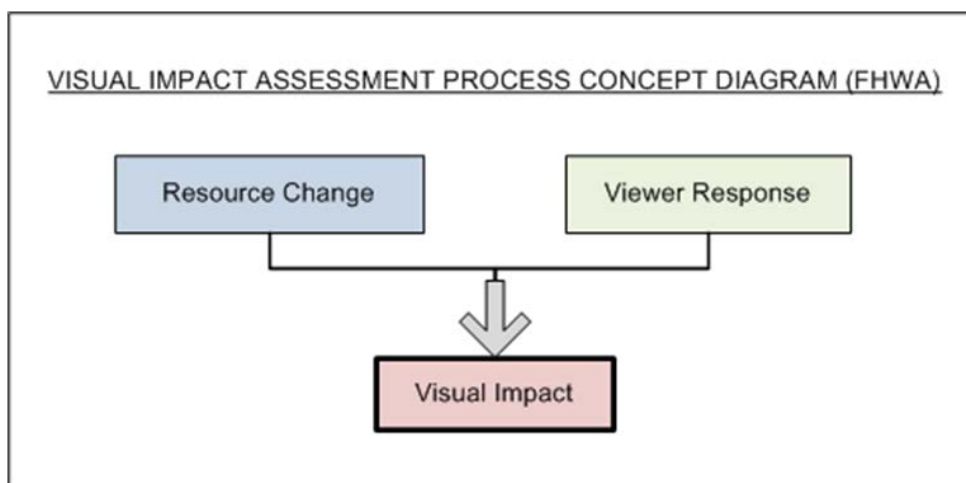 VISUAL IMPACT ASSESSMENT PROCESS CONCEPT DIAGRAM (FHWA)
Resource Change
Viewer Response
Visual Impact